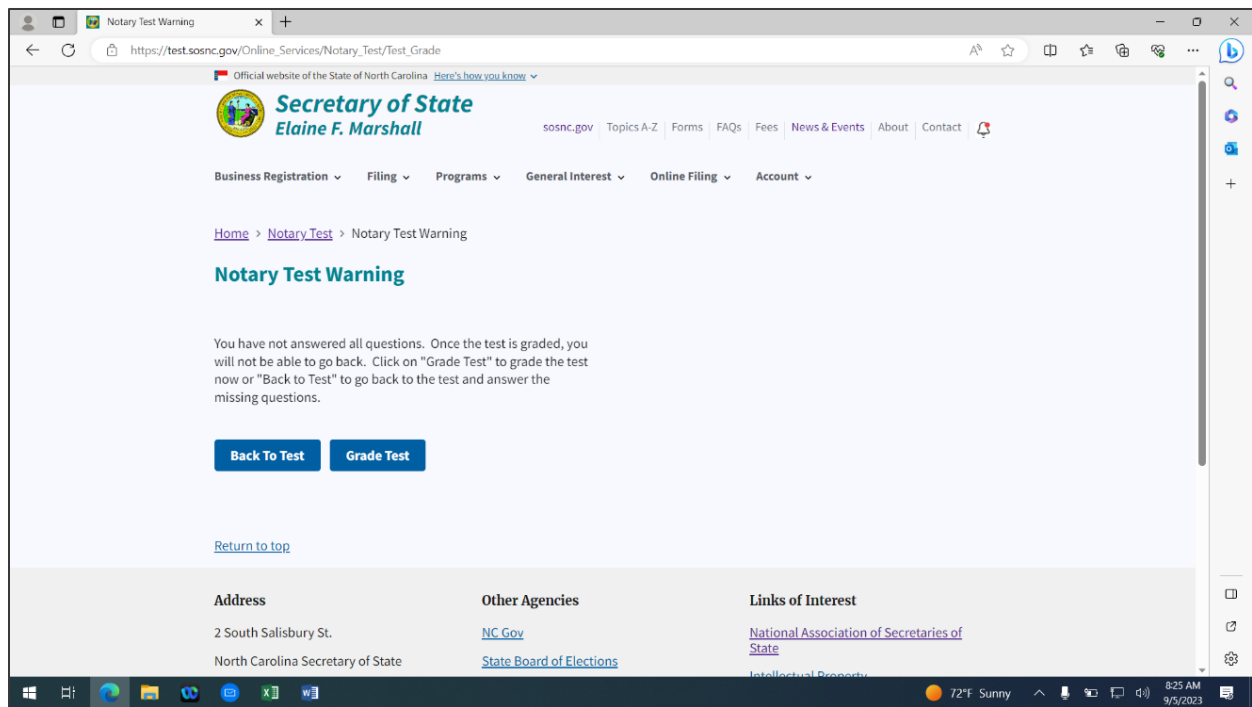 Notary Test Warning
https://test.sosnc.gov/Online_Services/Notary_Test/Test_Grade
Official website of the State of North Carolina Here's how you know
Secretary of State
Elaine F. Marshall
sosnc.gov Topics A-Z Forms FAQs Fees News & Events About Contact
Business Registration Filing Programs General Interest Online Filing Account
Home > Notary Test > Notary Test Warning
Notary Test Warning
You have not answered all questions. Once the test is graded, you
will not be able to go back. Click on "Grade Test" to grade the test
now or "Back to Test" to go back to the test and answer the
missing questions.
Back To Test Grade Test
Return to top
Address Other Agencies Links of Interest
2 South Salisbury St. NC Gov National Association of Secretaries of
State
North Carolina Secretary of State State Board of Elections
Intellectual Property
72°F Sunny
8:25 AM
9/5/2023